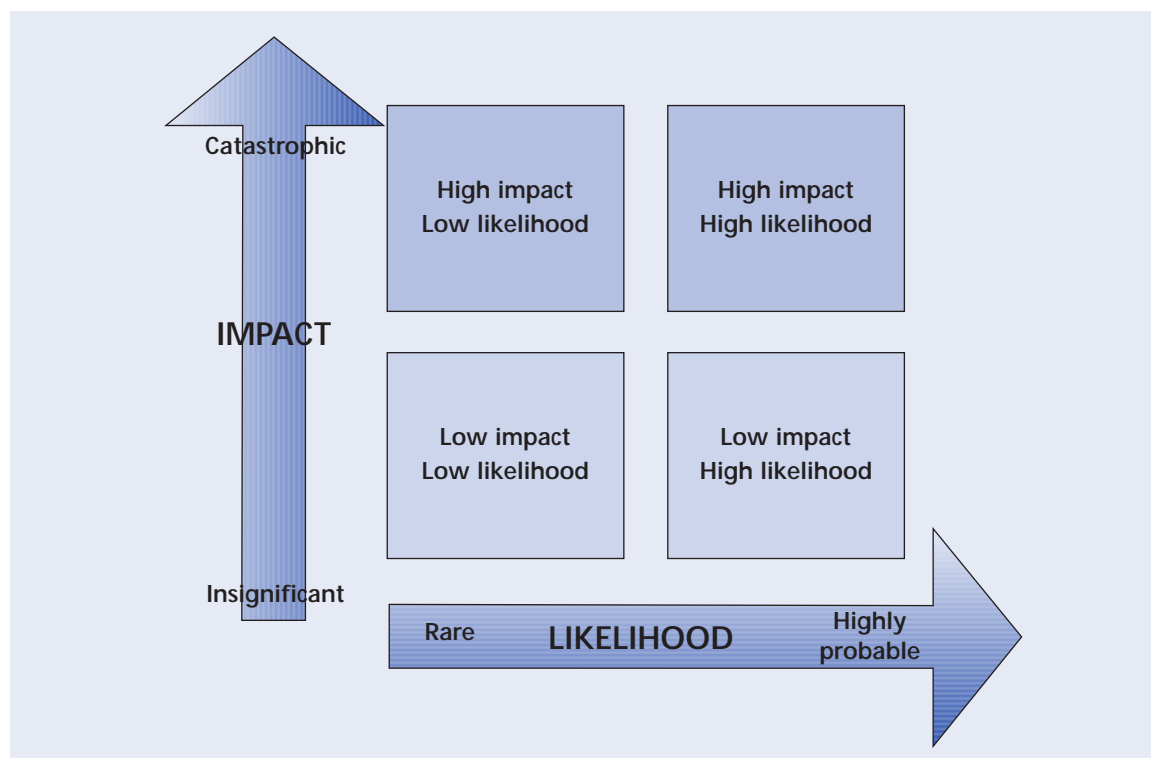 Catastrophic
High impact
Low likelihood
High impact
High likelihood
IMPACT
Low impact
Low likelihood
Low impact
High likelihood
Insignificant
Rare
LIKELIHOOD
Highly
probable